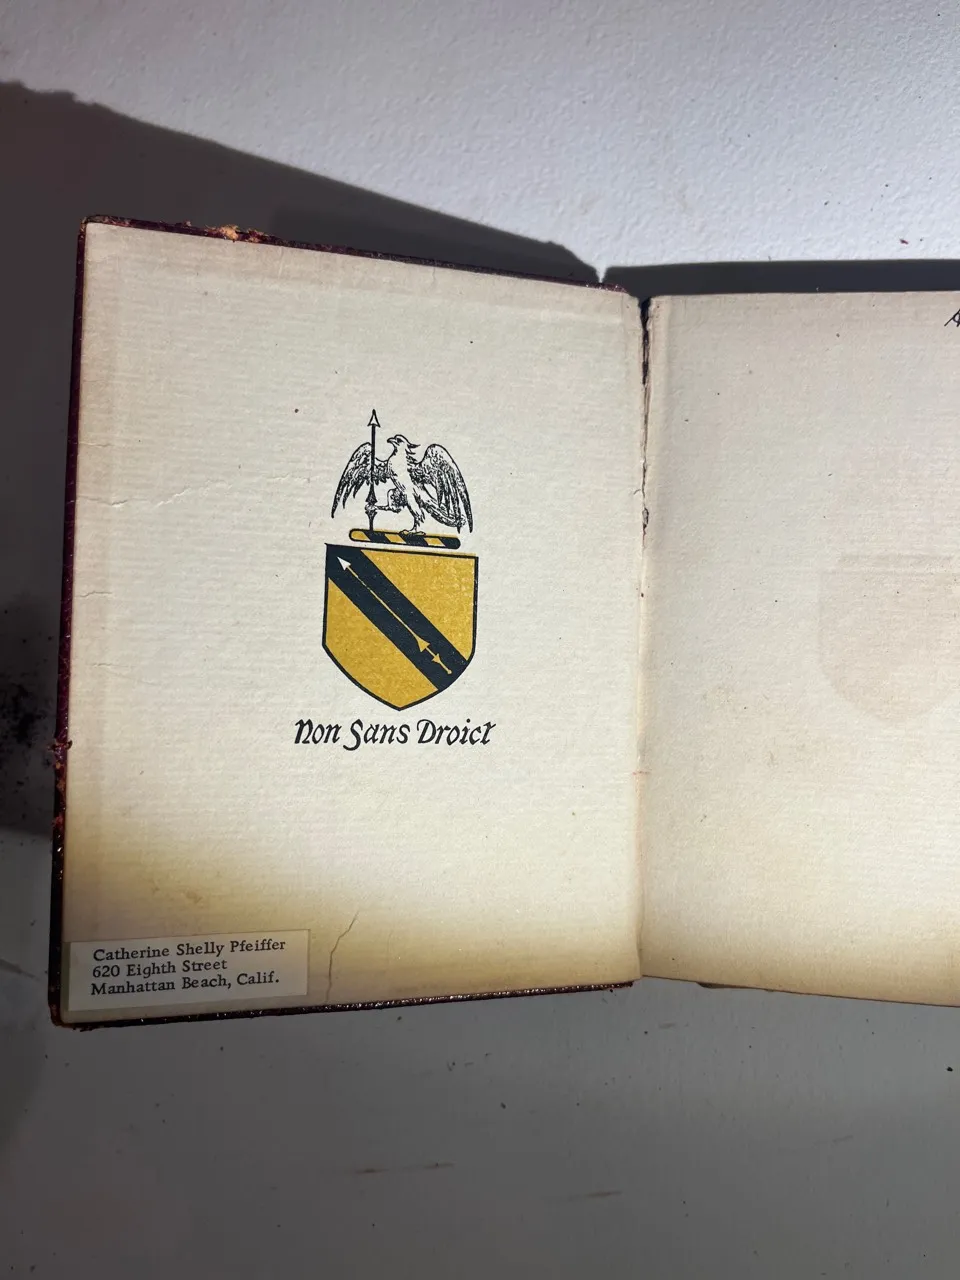 Non Sans Droict
Catherine Shelly Pfeiffer
620 Eighth Street
Manhattan Beach, Calif.